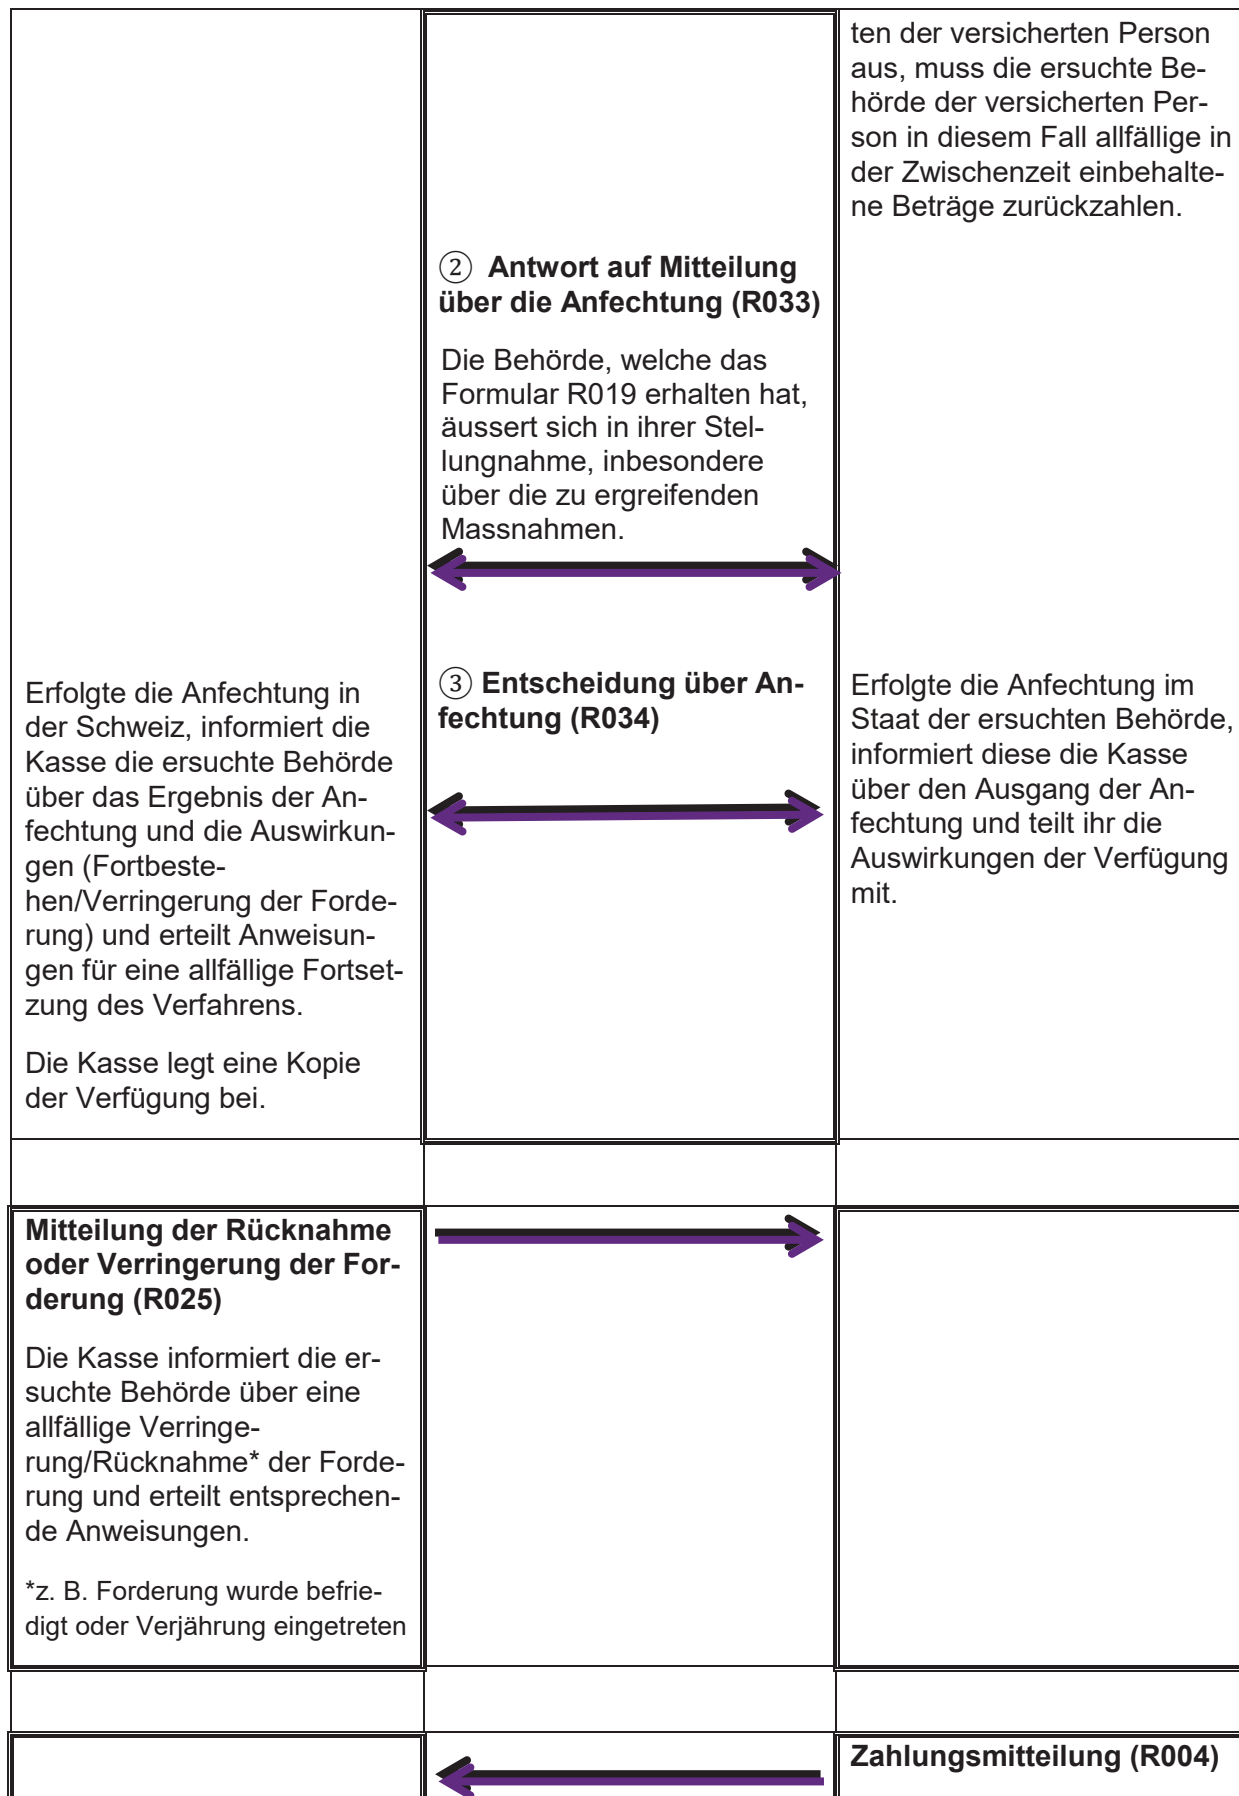 ten der versicherten Person
aus, muss die ersuchte Be-
hörde der versicherten Per-
son in diesem Fall allfällige in
der Zwischenzeit einbehalte-
ne Beträge zurückzahlen.
② Antwort auf Mitteilung
über die Anfechtung (R033)
Die Behörde, welche das
Formular R019 erhalten hat,
äussert sich in ihrer Stel-
lungnahme, inbesondere
über die zu ergreifenden
Massnahmen.
Erfolgte die Anfechtung in
der Schweiz, informiert die
Kasse die ersuchte Behörde
über das Ergebnis der An-
fechtung und die Auswirkun-
gen (Fortbeste-
hen/Verringerung der Forde-
rung) und erteilt Anweisun-
gen für eine allfällige Fortset-
zung des Verfahrens.
Die Kasse legt eine Kopie
der Verfügung bei.
③ Entscheidung über An-
fechtung (R034)
Erfolgte die Anfechtung im
Staat der ersuchten Behörde,
informiert diese die Kasse
über den Ausgang der An-
fechtung und teilt ihr die
Auswirkungen der Verfügung
mit.
Mitteilung der Rücknahme
oder Verringerung der For-
derung (R025)
Die Kasse informiert die er-
suchte Behörde über eine
allfällige Verringe-
rung/Rücknahme* der Forde-
rung und erteilt entsprechen-
de Anweisungen.
*z. B. Forderung wurde befrie-
digt oder Verjährung eingetreten
Zahlungsmitteilung (R004)